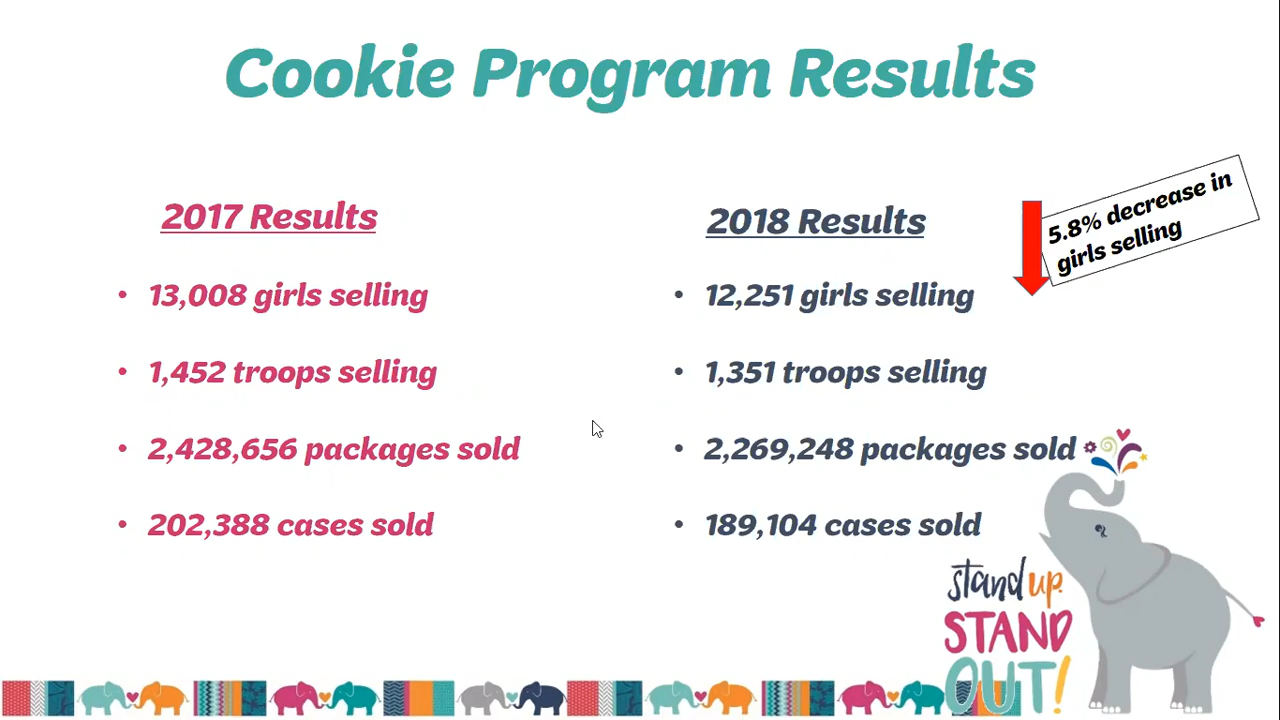 Cookie Program Results
2017 Results
• 13,008 girls selling
• 1,452 troops selling
• 2,428,656 packages sold
• 202,388 cases sold
2018 Results
• 12,251 girls selling
• 1,351 troops selling
• 2,269,248 packages sold
• 189,104 cases sold
5.8% decrease in
girls selling
stand up.
STAND
OUT!